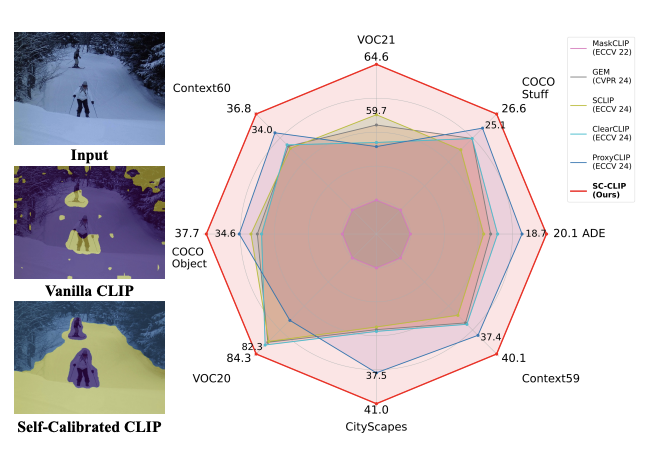 Input
Vanilla CLIP
Self-Calibrated CLIP
VOC21
64.6
59.7
COCO
Stuff
26.6
25.1
Context60
36.8
34.0
37.7
COCO
Object
34.6
18.7
20.1 ADE
82.3
84.3
VOC20
37.5
41.0
CityScapes
37.4
40.1
Context59
MaskCLIP
(ECCV 22)
GEM
(CVPR 24)
SCLIP
(ECCV 24)
ClearCLIP
(ECCV 24)
ProxyCLIP
(ECCV 24)
SC-CLIP
(Ours)